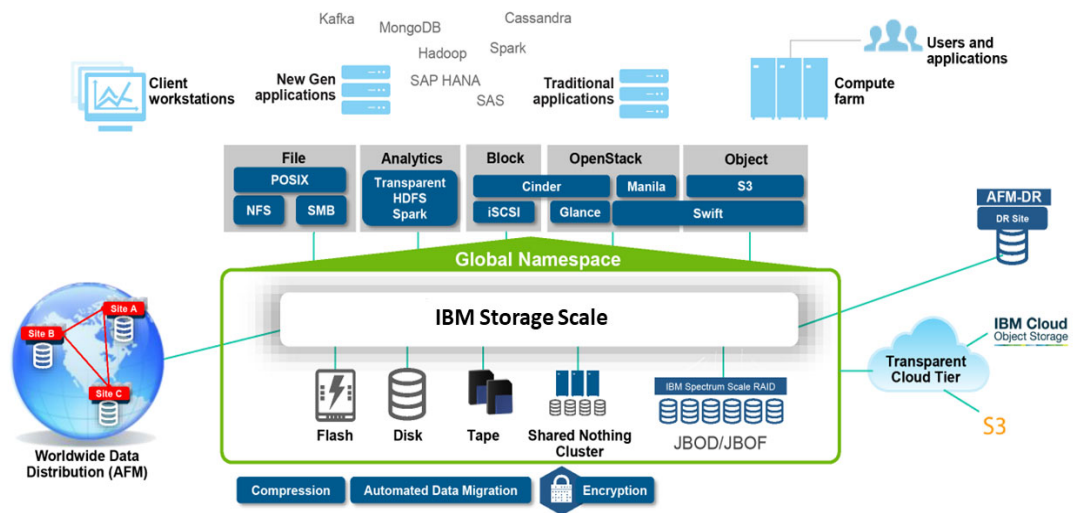 Kafka
MongoDB
Cassandra
Hadoop
Spark
SAP HANA
SAS
Client
workstations
New Gen
applications
Traditional
applications
Compute
farm
Users and
applications
File
POSIX
NFS
SMB
Analytics
Transparent
HDFS
Spark
Block
OpenStack
Cinder
Manila
iSCSI
Glance
Swift
Object
S3
AFM-DR
DR Site
Global Namespace
IBM Storage Scale
Site A
Site B
Site C
Worldwide Data
Distribution (AFM)
Flash
Disk
Tape
Shared Nothing
Cluster
IBM Spectrum Scale RAID
JBOD/JBOF
Transparent
Cloud Tier
IBM Cloud
Object Storage
S3
Compression
Automated Data Migration
Encryption